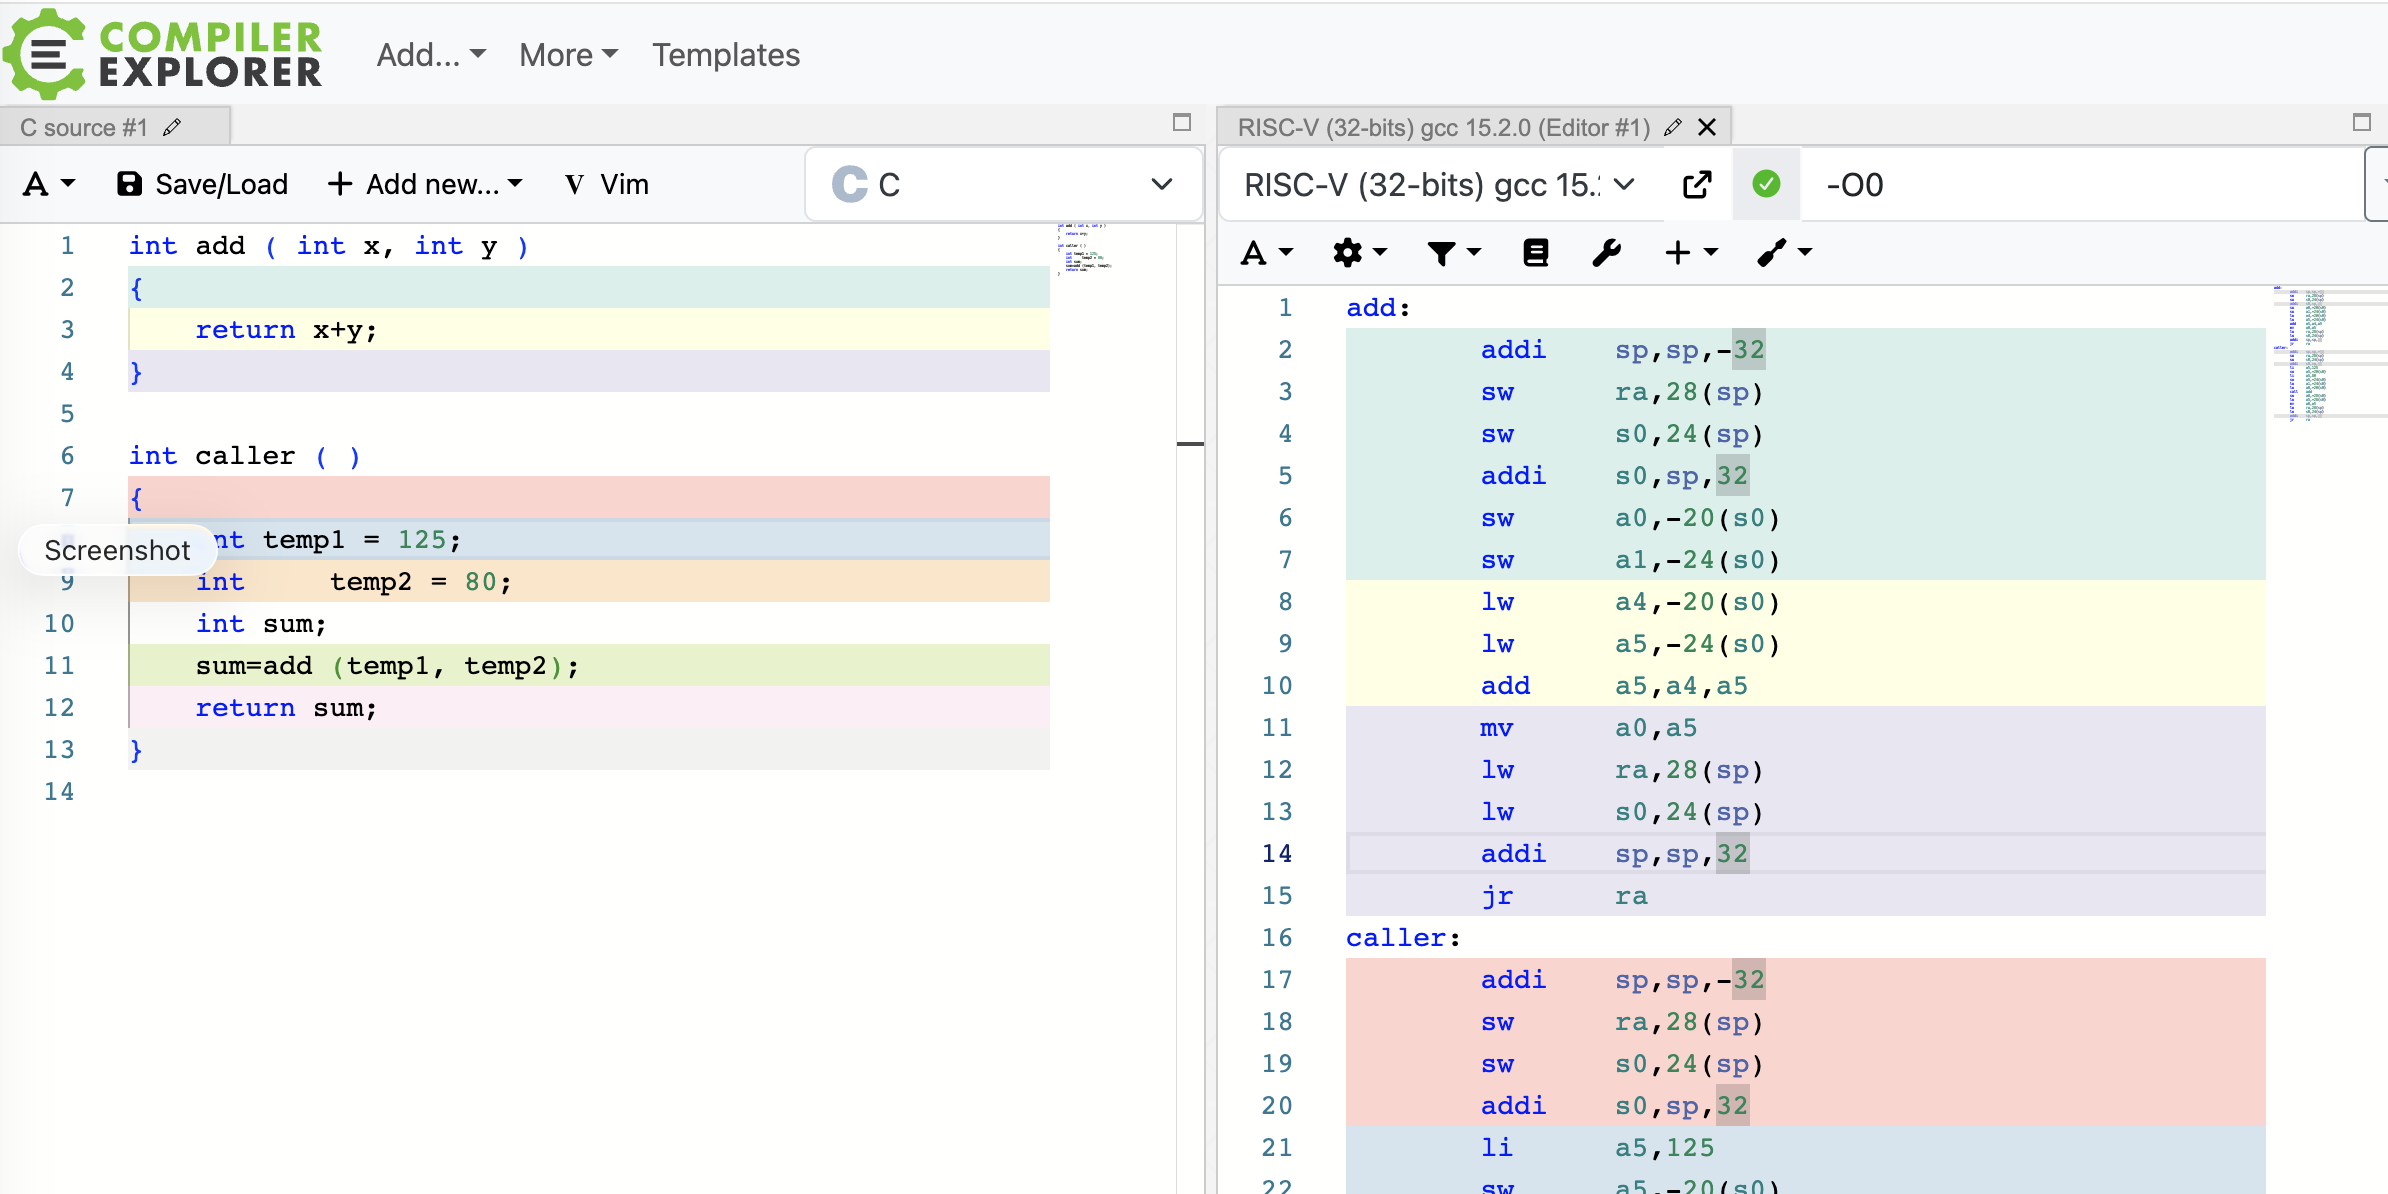 COMPILER
EXPLORER
Add...
More
Templates
C source #1
A
Save/Load
+ Add new...
V Vim
C C
1 int add ( int x, int y )
2 {
3 return x+y;
4 }
5
6 int caller ( )
7 {
Screenshot
nt temp1 = 125;
9 int temp2 = 80;
10 int sum;
11 sum=add (temp1, temp2);
12 return sum;
13 }
14
RISC-V (32-bits) gcc 15.2.0 (Editor #1)
RISC-V (32-bits) gcc 15.
-O0
A
1 add:
2 addi sp,sp,-32
3 sw ra,28(sp)
4 sw s0,24(sp)
5 addi s0,sp,32
6 sw a0,-20(s0)
7 sw a1,-24(s0)
8 lw a4,-20(s0)
9 lw a5,-24(s0)
10 add a5,a4,a5
11 mv a0,a5
12 lw ra,28(sp)
13 lw s0,24(sp)
14 addi sp,sp,32
15 jr ra
16 caller:
17 addi sp,sp,-32
18 sw ra,28(sp)
19 sw s0,24(sp)
20 addi s0,sp,32
21 li a5,125
22 sw a5,-20(s0)